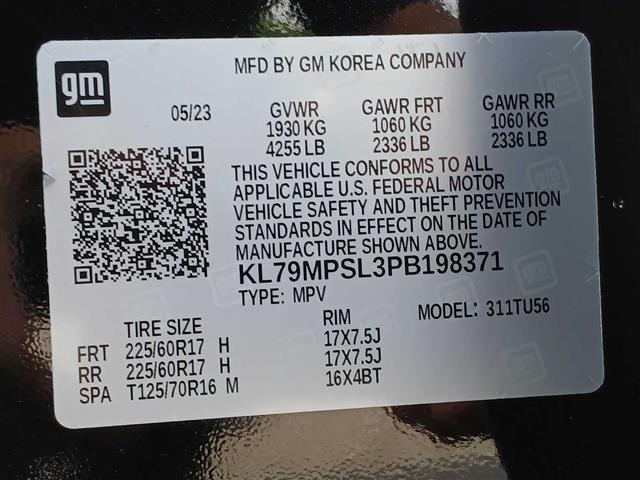 gm
MFD BY GM KOREA COMPANY
05/23
GVWR GAWR FRT GAWR RR
1930 KG 1060 KG 1060 KG
4255 LB 2336 LB 2336 LB
THIS VEHICLE CONFORMS TO ALL
APPLICABLE U.S. FEDERAL MOTOR
VEHICLE SAFETY AND THEFT PREVENTION
STANDARDS IN EFFECT ON THE DATE OF
MANUFACTURE SHOWN ABOVE.
KL79MPSL3PB198371
TYPE: MPV MODEL: 311TU56
TIRE SIZE RIM
FRT 225/60R17 H 17X7.5J
RR 225/60R17 H 17X7.5J
SPA T125/70R16 M 16X4BT